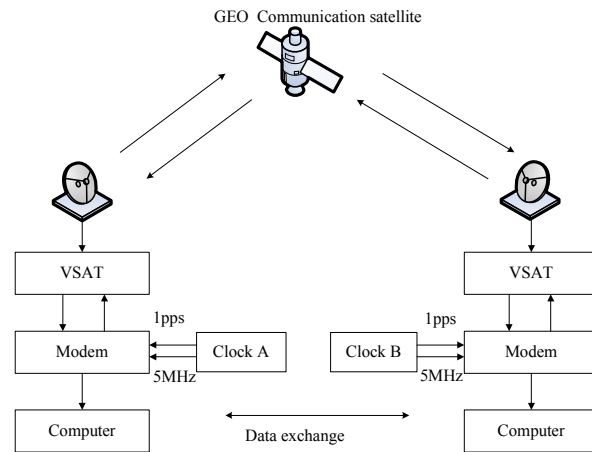 GEO Communication satellite
VSAT
VSAT
1pps
1pps
Modem
Clock A
Clock B
Modem
5MHz
5MHz
Computer
Computer
Data exchange